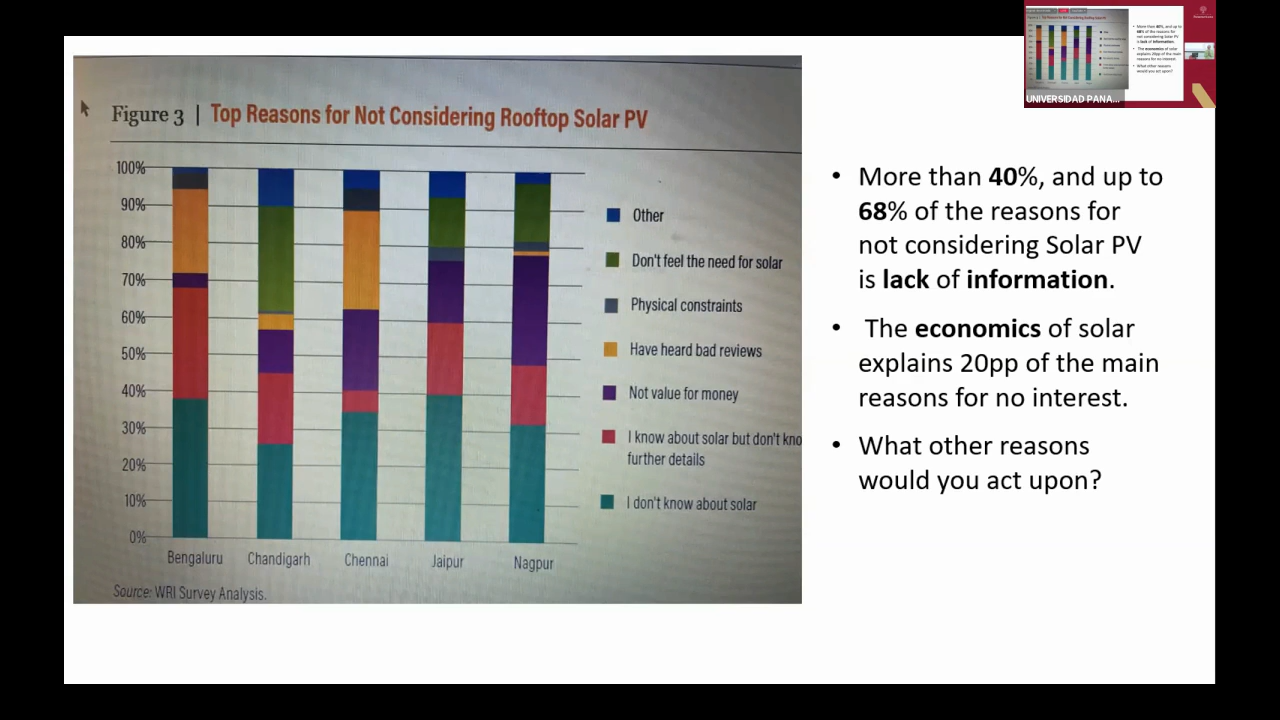 UNIVERSIDAD PANA...
Figure 3 | Top Reasons for Not Considering Rooftop Solar PV
100%
90%
80%
70%
60%
50%
40%
30%
20%
10%
0%
Bengaluru
Chandigarh
Chennai
Jaipur
Nagpur
Other
Don't feel the need for solar
Physical constraints
Have heard bad reviews
Not value for money
I know about solar but don't kno
further details
I don't know about solar
Source: WRI Survey Analysis.
• More than 40%, and up to
68% of the reasons for
not considering Solar PV
is lack of information.
• The economics of solar
explains 20pp of the main
reasons for no interest.
• What other reasons
would you act upon?